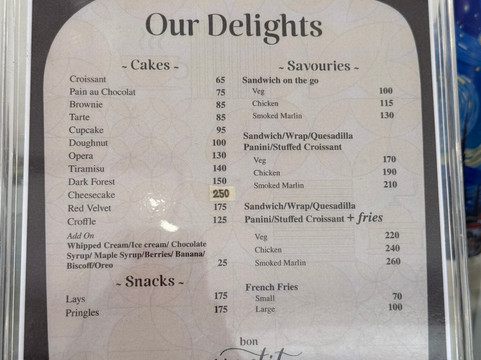 Our Delights
~ Cakes ~
Croissant 65
Pain au Chocolat 75
Brownie 85
Tarte 85
Cupcake 95
Doughnut 100
Opera 130
Tiramisu 140
Dark Forest 150
Cheesecake 250
Red Velvet 175
Croffle 125
Add On
Whipped Cream/Ice cream/ Chocolate
Syrup/ Maple Syrup/Berries/ Banana/
Biscoff/Oreo 25
~ Snacks ~
Lays 175
Pringles 175
~ Savouries ~
Sandwich on the go
Veg 100
Chicken 115
Smoked Marlin 130
Sandwich/Wrap/Quesadilla
Panini/Stuffed Croissant
Veg 170
Chicken 190
Smoked Marlin 210
Sandwich/Wrap/Quesadilla
Panini/Stuffed Croissant + fries
Veg 220
Chicken 240
Smoked Marlin 260
French Fries
Small 70
Large 100
bon